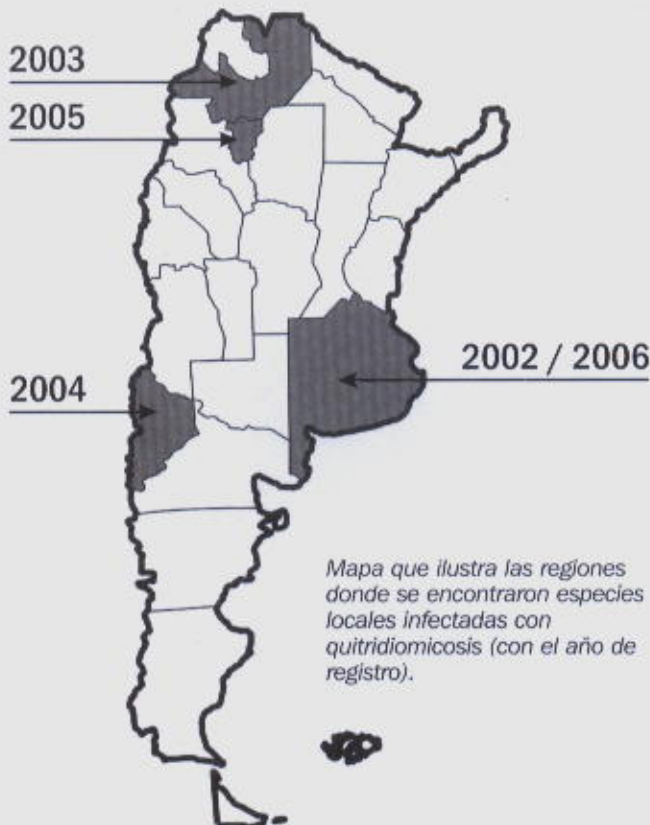 2003
2005
2002 / 2006
2004
Mapa que ilustra las regiones
donde se encontraron especies
locales infectadas con
quitridiomicosis (con el año de
registro).